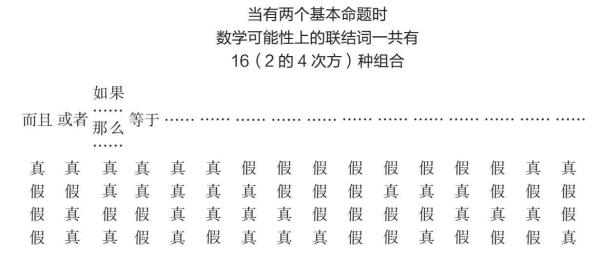 当有两个基本命题时
数学可能性上的联结词一共有
16（2的4次方）种组合
如果
……
而且 或者 那么 等于 …… …… …… …… …… …… …… …… …… …… …… ……
……
真 真 真 真 真 真 假 假 假 假 假 假 假 假 真 真
假 假 真 真 真 真 真 真 真 真 假 假 假 假 假 假
假 真 假 假 真 真 真 假 假 真 假 假 真 真 假 真
假 真 真 假 真 假 真 真 假 假 假 真 真 假 真 假